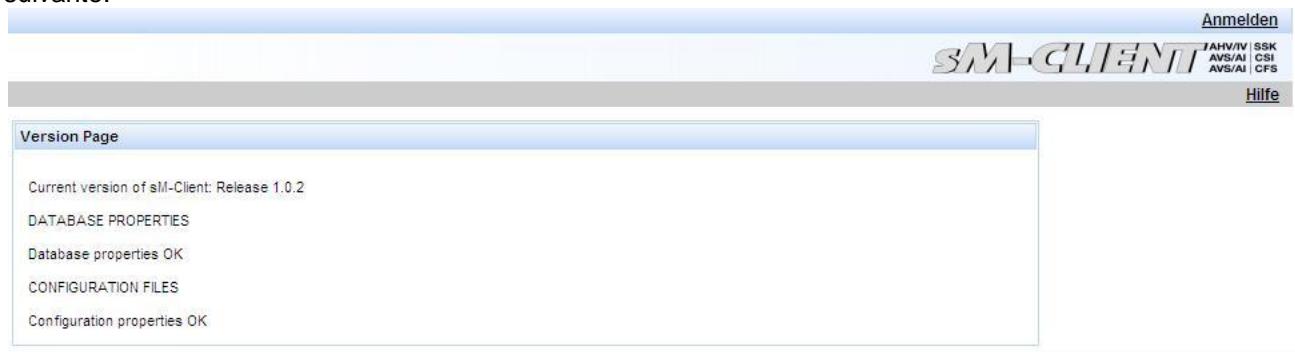 suivante:
Anmelden
sM-CLIENT
AHV/IV SSK
AVS/AI CSI
AVS/AI CFS
Hilfe
Version Page
Current version of sM-Client: Release 1.0.2
DATABASE PROPERTIES
Database properties OK
CONFIGURATION FILES
Configuration properties OK